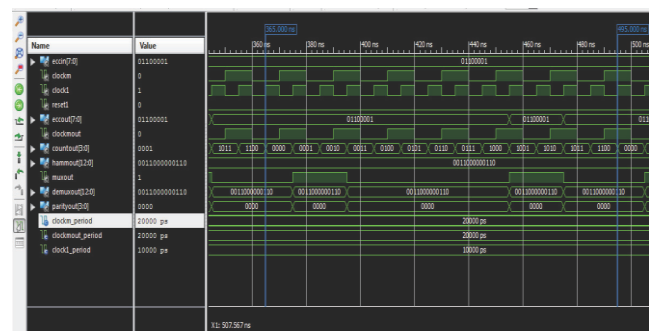 365.000 ns 495.000 ns
Name Value 360 ns 380 ns 400 ns 420 ns 440 ns 460 ns 480 ns 500 ns
eccin[7:0] 01100001 01100001
clockm 0
clock1 1
reset1 0
eccout[7:0] 01100001 01100001 01100001 011
clockmout 0
countout[3:0] 0001 1011 1100 0000 0001 0010 0011 0100 0101 0110 0111 1000 1001 1010 1011 1100 0000
hammout[12:0] 0011000000110 0011000000110
muxout 1
demuxout[12:0] 0011000000110 0011000000110 0011000000110 0011000000110 0011000000110 0011000000110
parityout[3:0] 0000 0000 0000 0000 0000 0000
clockm_period 20000 ps 20000 ps
clockmout_period 20000 ps 20000 ps
clock1_period 10000 ps 10000 ps
X1: 507.567 ns